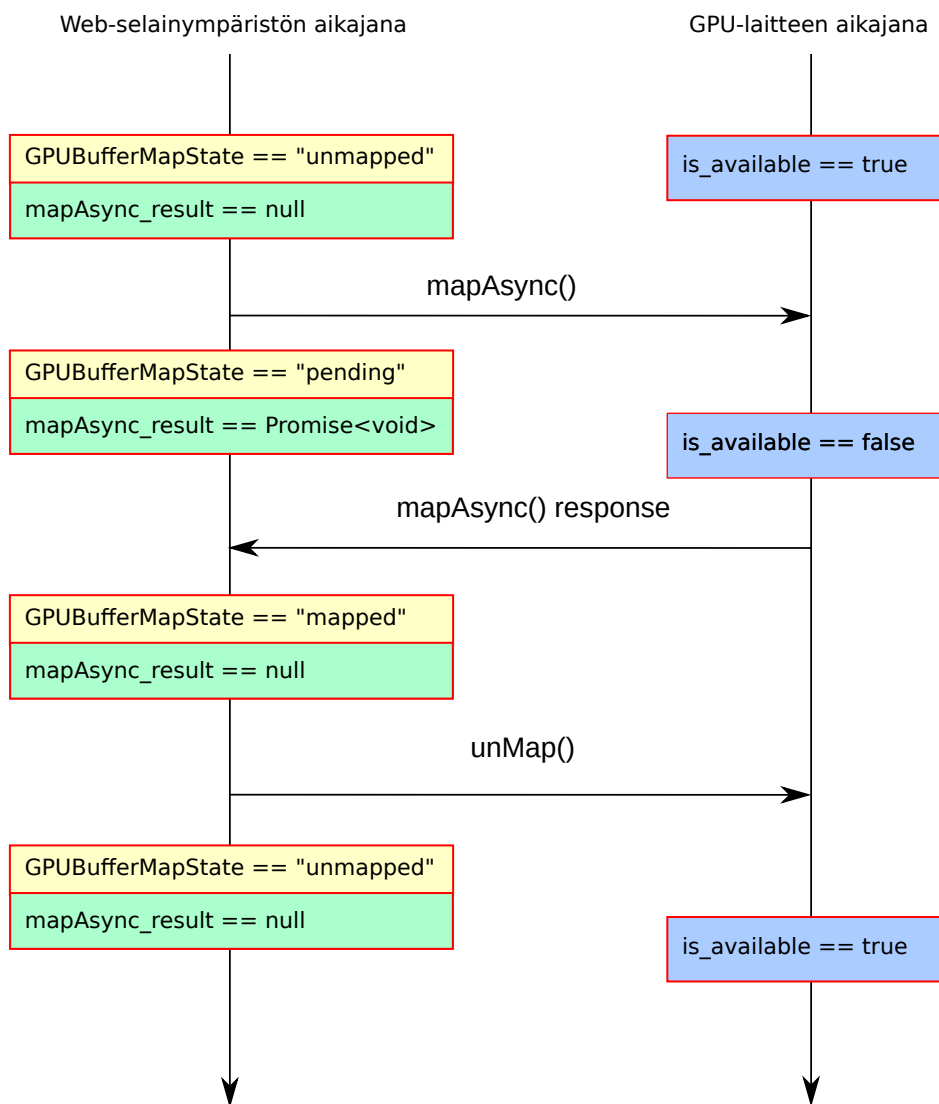 Web-selainympäristön aikajana
GPU-laitteen aikajana
GPUBufferMapState == "unmapped"
mapAsync_result == null
is_available == true
mapAsync()
GPUBufferMapState == "pending"
mapAsync_result == Promise<void>
is_available == false
mapAsync() response
GPUBufferMapState == "mapped"
mapAsync_result == null
unMap()
GPUBufferMapState == "unmapped"
mapAsync_result == null
is_available == true